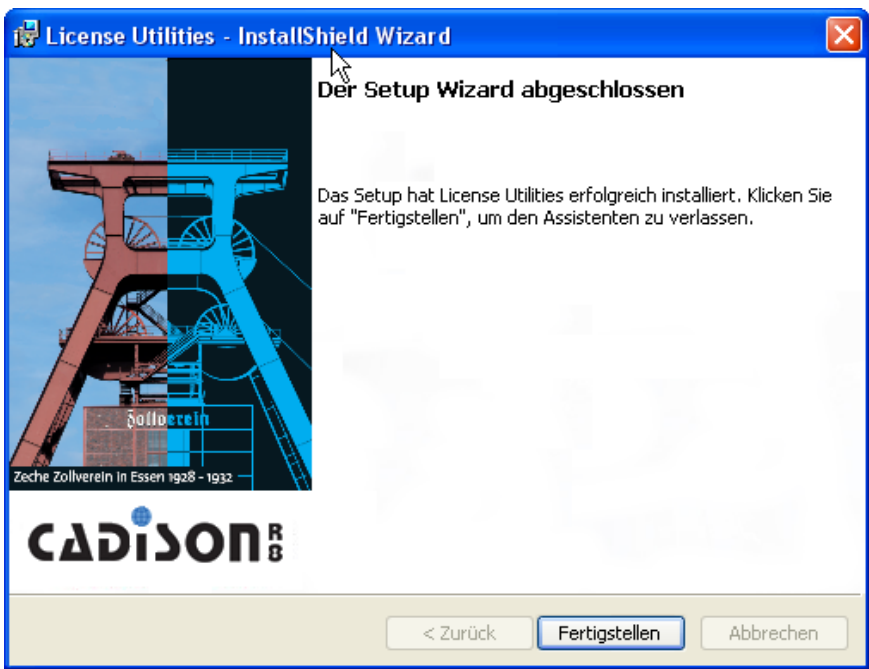 License Utilities - InstallShield Wizard
Der Setup Wizard abgeschlossen
Das Setup hat License Utilities erfolgreich installiert. Klicken Sie
auf "Fertigstellen", um den Assistenten zu verlassen.
Zollverein
Zeche Zollverein in Essen 1928 - 1932
CADISON R8
< Zurück
Fertigstellen
Abbrechen